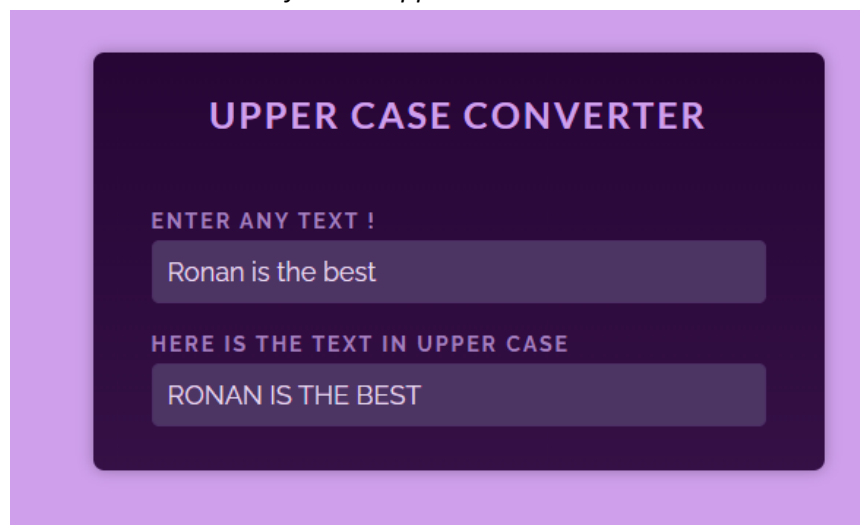 UPPER CASE CONVERTER
ENTER ANY TEXT !
Ronan is the best
HERE IS THE TEXT IN UPPER CASE
RONAN IS THE BEST